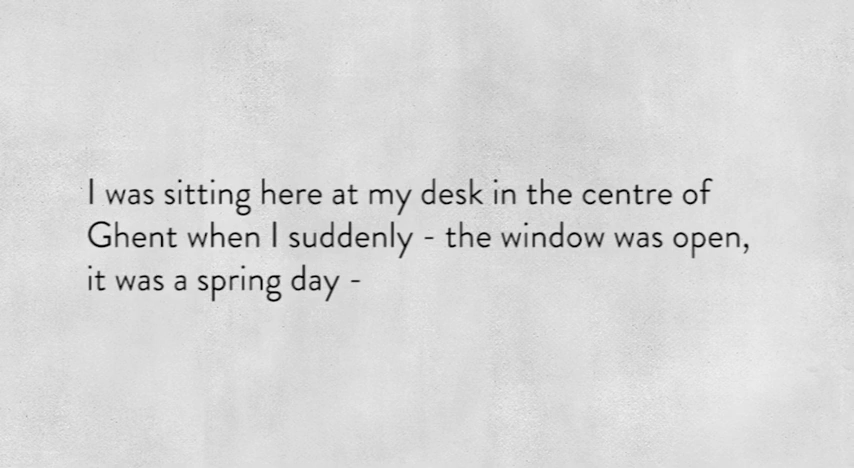 I was sitting here at my desk in the centre of
Ghent when I suddenly - the window was open,
it was a spring day -